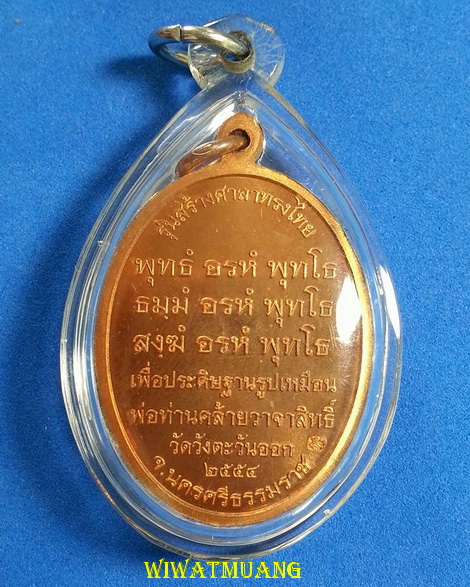 รุ่นสร้างศาลาทรงไทย
พุทธํ อรหํ พุทโธ
ธมฺมํ อรหํ พุทโธ
สงฺฆํ อรหํ พุทโธ
เพื่อประดิษฐานรูปเหมือน
พ่อท่านคล้ายวาจาสิทธิ์
วัดวังตะวันออก
๒๕๕๔
จ.นครศรีธรรมราช
WIWATMUANG